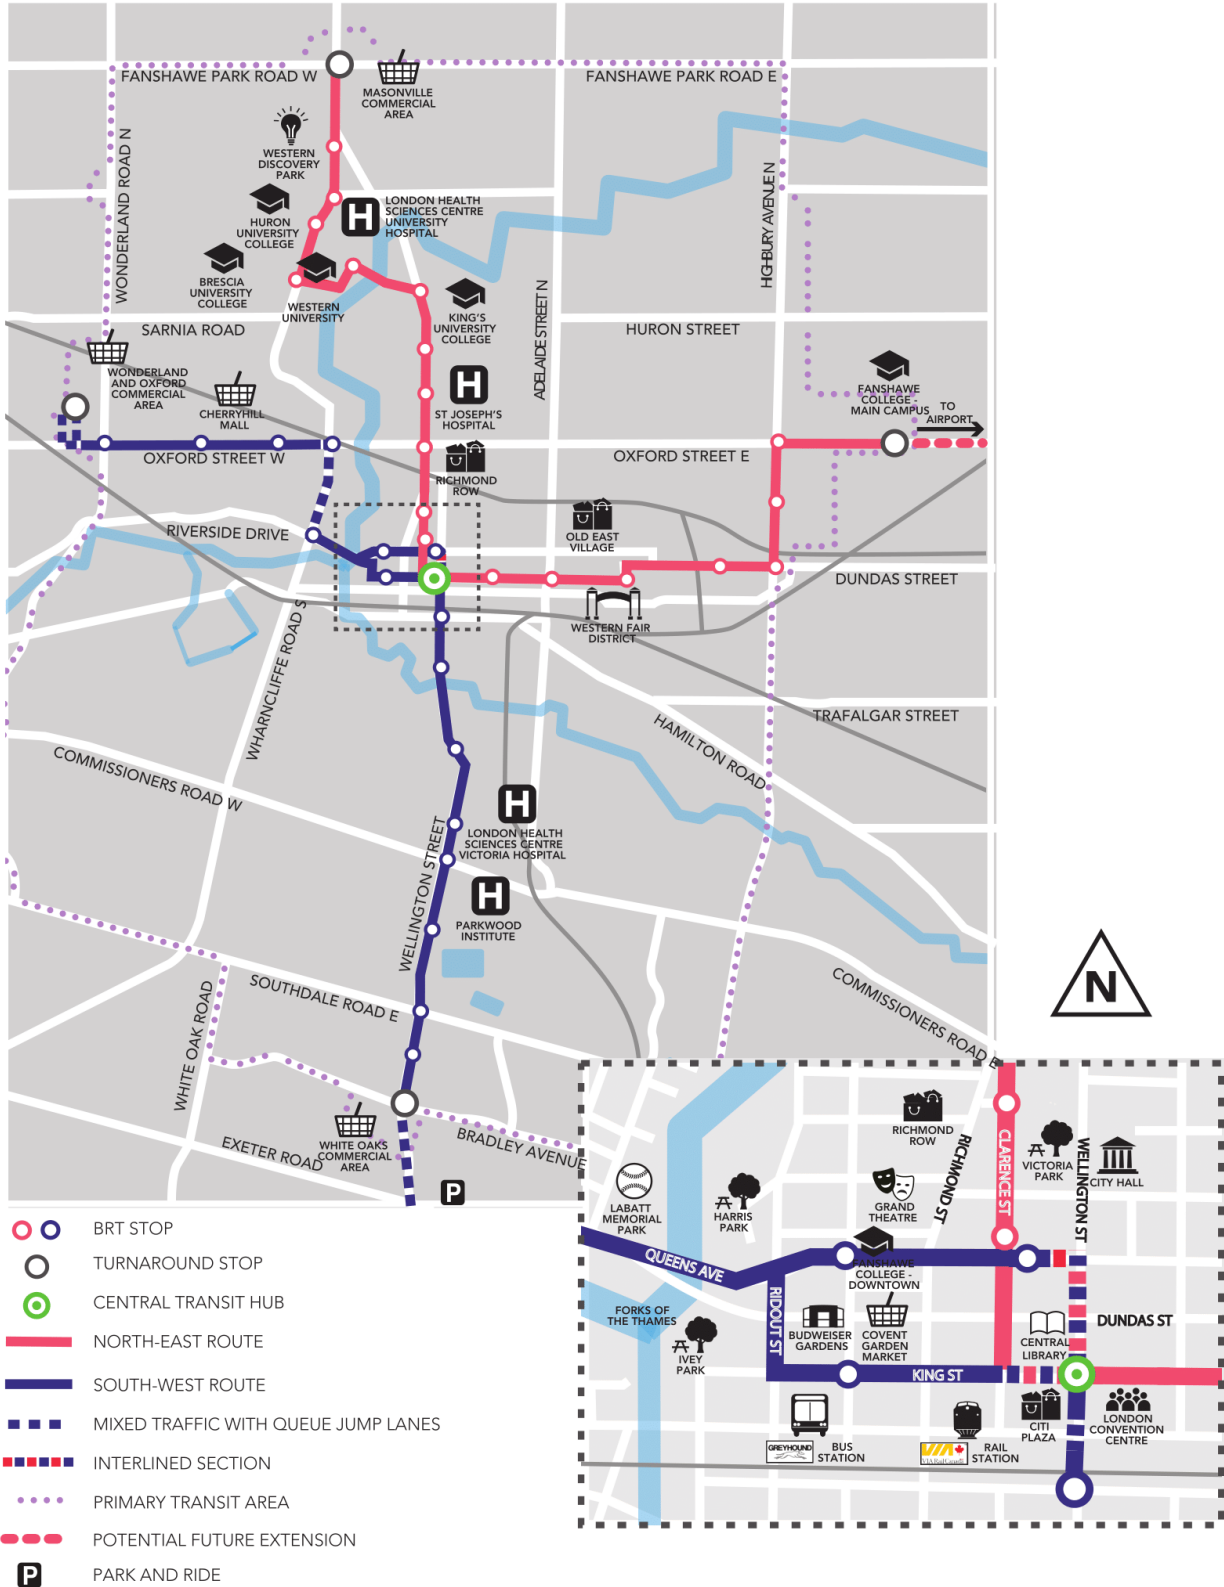 FANSHAWE PARK ROAD W
FANSHAWE PARK ROAD E
MASONVILLE
COMMERCIAL
AREA
WESTERN
DISCOVERY
PARK
WONDERLAND ROAD N
HIGHBURY AVENUE N
H
LONDON HEALTH
SCIENCES CENTRE
UNIVERSITY
HOSPITAL
HURON
UNIVERSITY
COLLEGE
BRESCIA
UNIVERSITY
COLLEGE
WESTERN
UNIVERSITY
KING'S
UNIVERSITY
COLLEGE
ADELAIDE STREET N
SARNIA ROAD
HURON STREET
WONDERLAND
AND OXFORD
COMMERCIAL
AREA
CHERRYHILL
MALL
H
ST JOSEPH'S
HOSPITAL
FANSHAWE
COLLEGE -
MAIN CAMPUS
TO
AIRPORT
OXFORD STREET W
OXFORD STREET E
RICHMOND
ROW
RIVERSIDE DRIVE
OLD EAST
VILLAGE
DUNDAS STREET
WESTERN FAIR
DISTRICT
WHARNCLIFFE ROAD S
TRAFALGAR STREET
HAMILTON ROAD
COMMISSIONERS ROAD W
H
LONDON HEALTH
SCIENCES CENTRE
VICTORIA HOSPITAL
WELLINGTON STREET
H
PARKWOOD
INSTITUTE
COMMISSIONERS ROAD E
SOUTHDALE ROAD E
WHITE OAK ROAD
N
WHITE OAKS
COMMERCIAL
AREA
BRADLEY AVENUE
EXETER ROAD
P
RICHMOND
ROW
RICHMOND ST
CLARENCE ST
VICTORIA
PARK
WELLINGTON ST
CITY HALL
LABATT
MEMORIAL
PARK
HARRIS
PARK
GRAND
THEATRE
QUEENS AVE
FANSHAWE
COLLEGE -
DOWNTOWN
FORKS OF
THE THAMES
RIDOUT ST
BUDWEISER
GARDENS
COVENT
GARDEN
MARKET
CENTRAL
LIBRARY
DUNDAS ST
IVEY
PARK
KING ST
CITI
PLAZA
LONDON
CONVENTION
CENTRE
GREYHOUND
BUS
STATION
VIA
VIA Rail Canada
RAIL
STATION
BRT STOP
TURNAROUND STOP
CENTRAL TRANSIT HUB
NORTH-EAST ROUTE
SOUTH-WEST ROUTE
MIXED TRAFFIC WITH QUEUE JUMP LANES
INTERLINED SECTION
PRIMARY TRANSIT AREA
POTENTIAL FUTURE EXTENSION
P
PARK AND RIDE